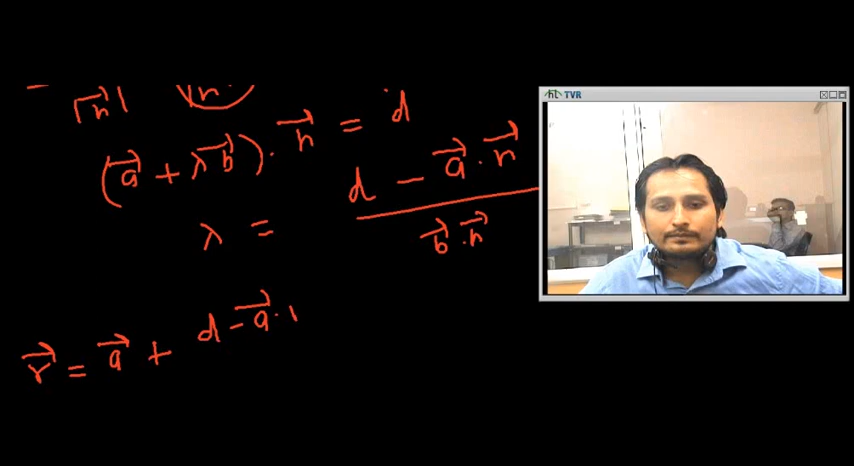 |n⃗| n⃗
(a⃗ + λb⃗) · n⃗ = d
λ = (d − a⃗ · n⃗) / (b⃗ · n⃗)
r⃗ = a⃗ + d − a⃗ ·
TVR